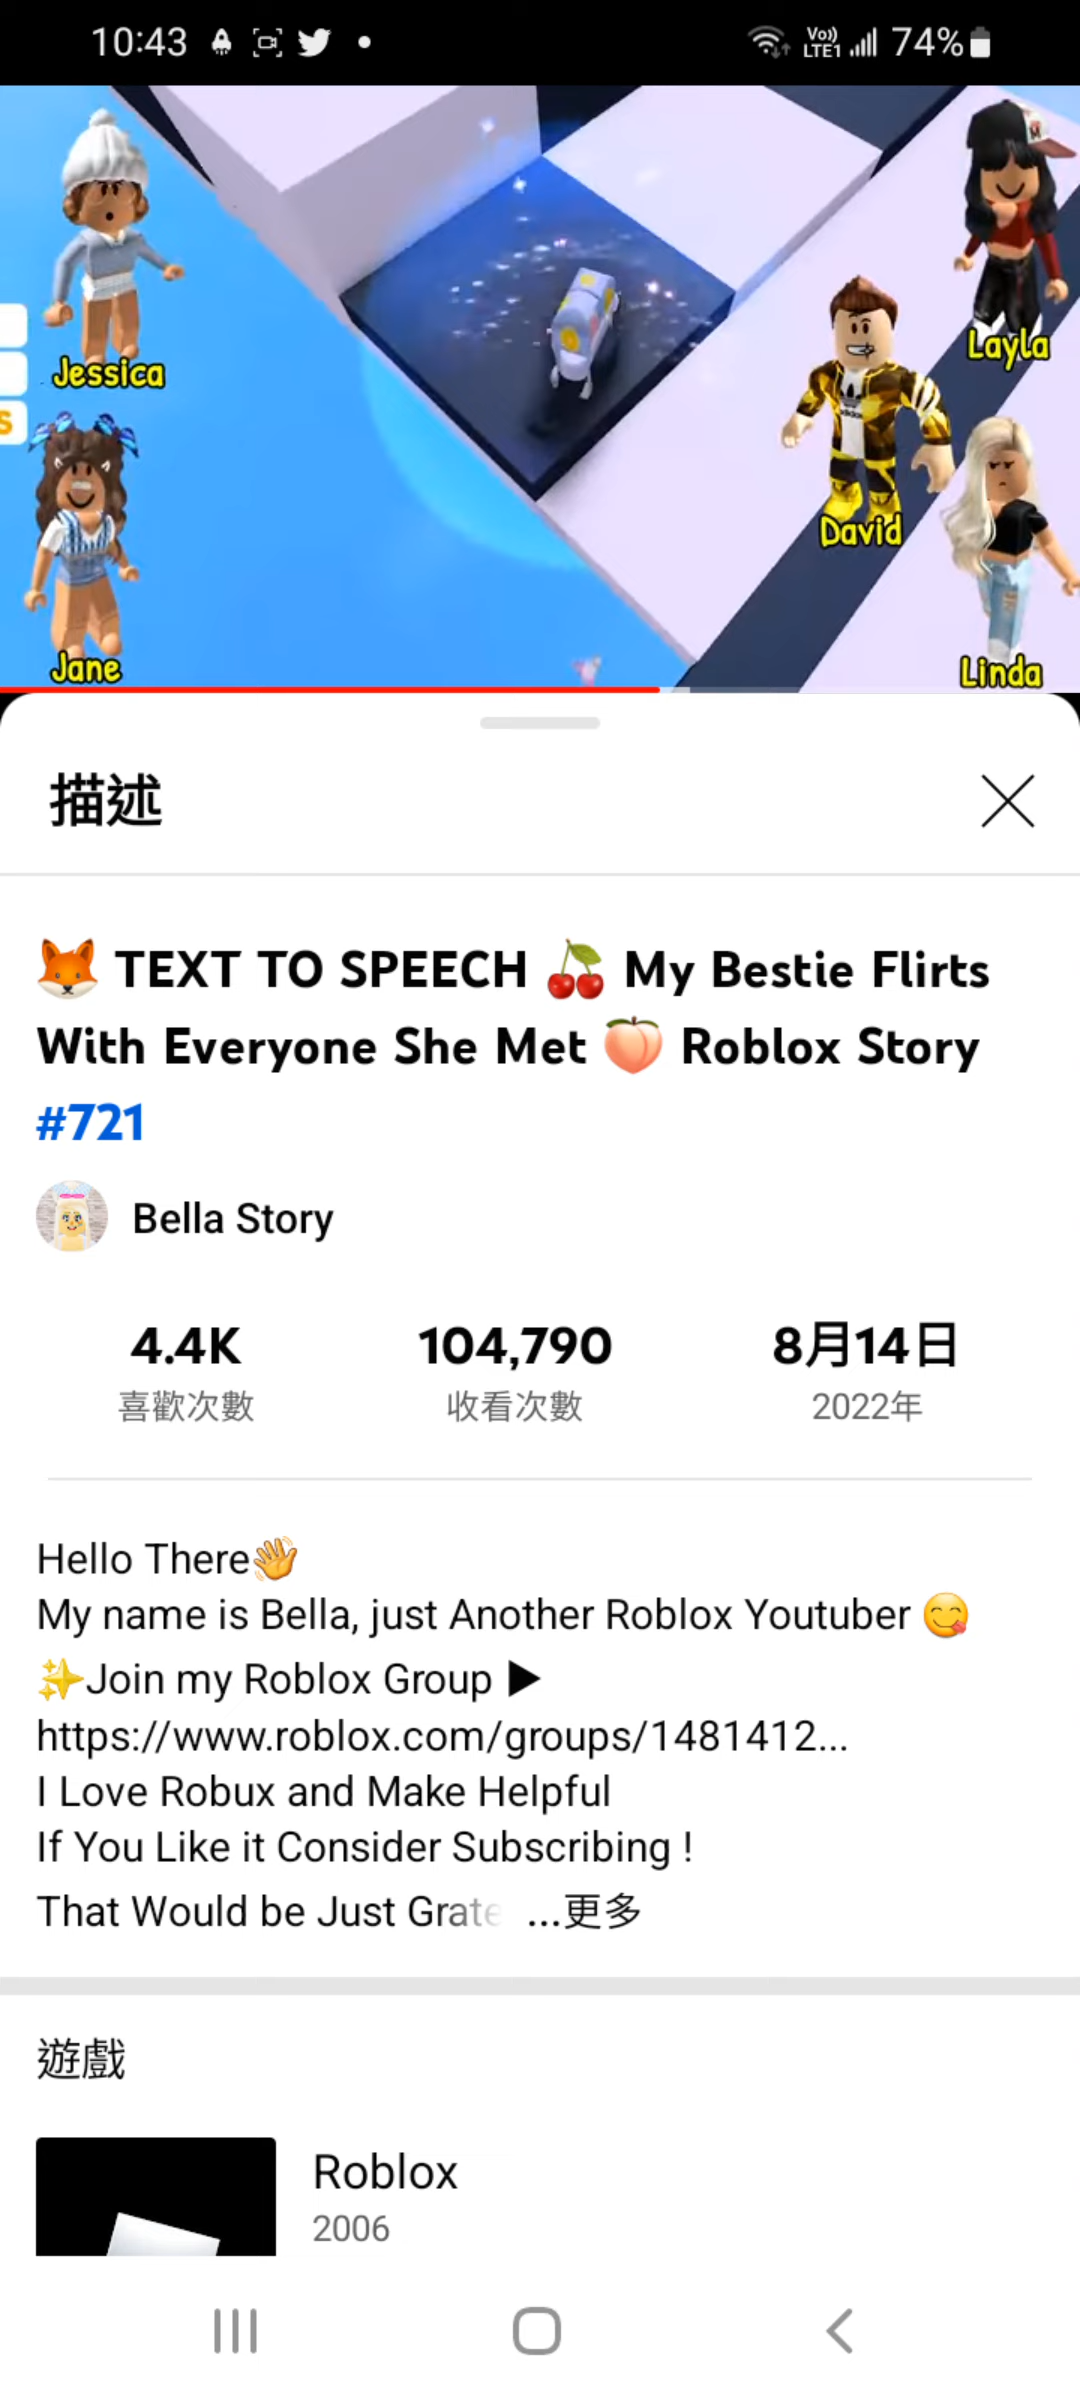 10:43
Vo))
LTE1
74%
Jessica
S
Layla
adidas
David
Jane
Linda
描述
🦊 TEXT TO SPEECH 🍒 My Bestie Flirts
With Everyone She Met 🍑 Roblox Story
#721
Bella Story
4.4K
104,790
8月14日
喜歡次數
收看次數
2022年
Hello There👋
My name is Bella, just Another Roblox Youtuber 😋
✨Join my Roblox Group ▶
https://www.roblox.com/groups/1481412...
I Love Robux and Make Helpful
If You Like it Consider Subscribing !
That Would be Just Grate ...更多
遊戲
Roblox
2006